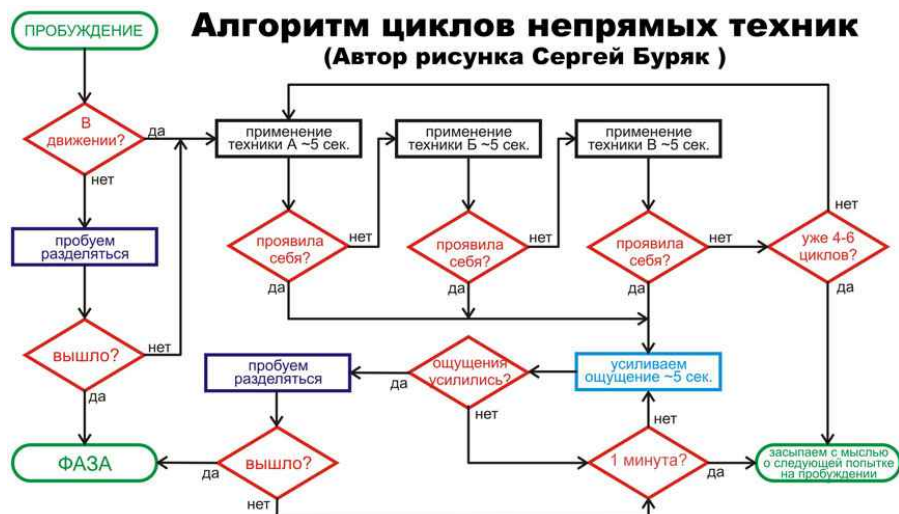 Алгоритм циклов непрямых техник
(Автор рисунка Сергей Буряк )
ПРОБУЖДЕНИЕ
В
движении?
да
нет
пробуем
разделяться
вышло?
нет
да
ФАЗА
применение
техники А ~5 сек.
проявила
себя?
нет
да
применение
техники Б ~5 сек.
проявила
себя?
нет
да
применение
техники В ~5 сек.
проявила
себя?
нет
да
уже 4-6
циклов?
нет
да
усиливаем
ощущение ~5 сек.
ощущения
усилились?
да
нет
пробуем
разделяться
вышло?
да
нет
1 минута?
нет
да
засыпаем с мыслью
о следующей попытке
на пробуждении